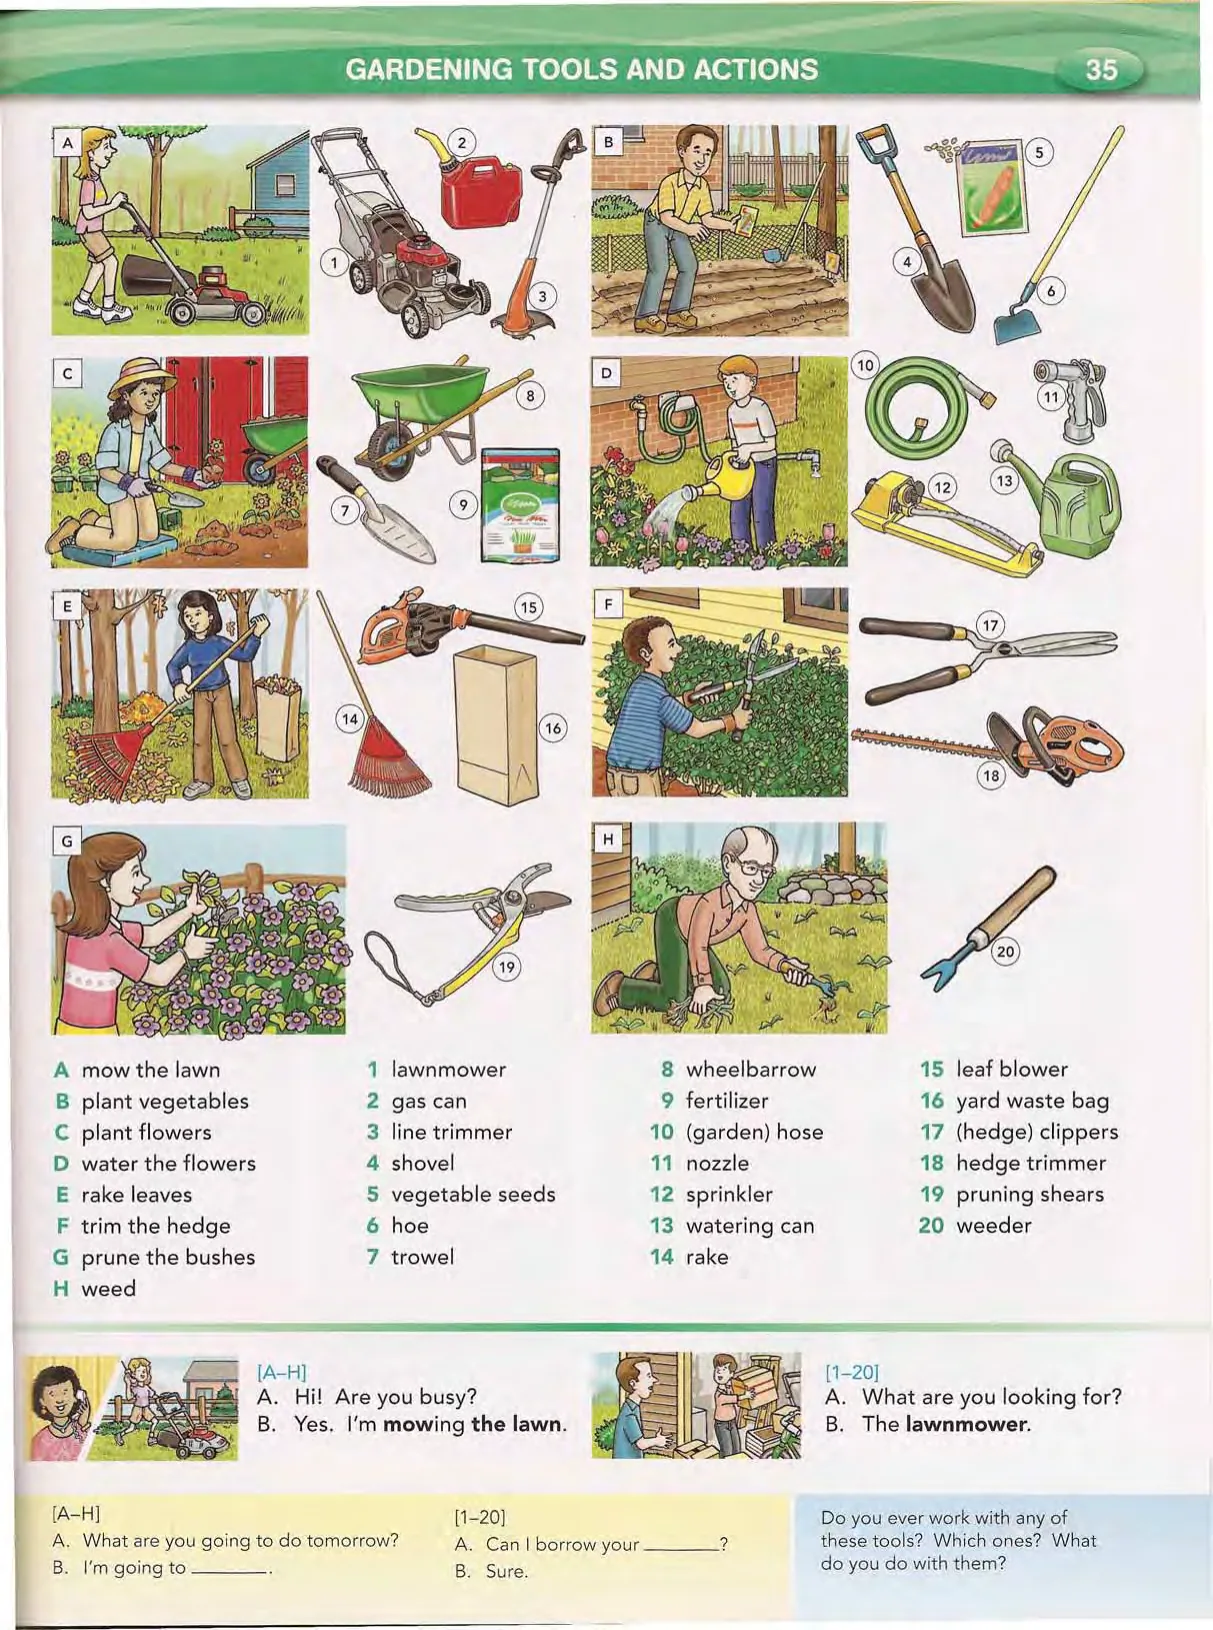 GARDENING TOOLS AND ACTIONS
35
A
2
1
3
B
5
4
6
C
8
7
9
D
10
11
12
13
E
15
14
16
F
17
18
G
19
H
20
A mow the lawn
B plant vegetables
C plant flowers
D water the flowers
E rake leaves
F trim the hedge
G prune the bushes
H weed
1 lawnmower
2 gas can
3 line trimmer
4 shovel
5 vegetable seeds
6 hoe
7 trowel
8 wheelbarrow
9 fertilizer
10 (garden) hose
11 nozzle
12 sprinkler
13 watering can
14 rake
15 leaf blower
16 yard waste bag
17 (hedge) clippers
18 hedge trimmer
19 pruning shears
20 weeder
[A–H]
A. Hi! Are you busy?
B. Yes. I'm mowing the lawn.
[1–20]
A. What are you looking for?
B. The lawnmower.
[A–H]
A. What are you going to do tomorrow?
B. I'm going to ________.
[1–20]
A. Can I borrow your ________?
B. Sure.
Do you ever work with any of
these tools? Which ones? What
do you do with them?